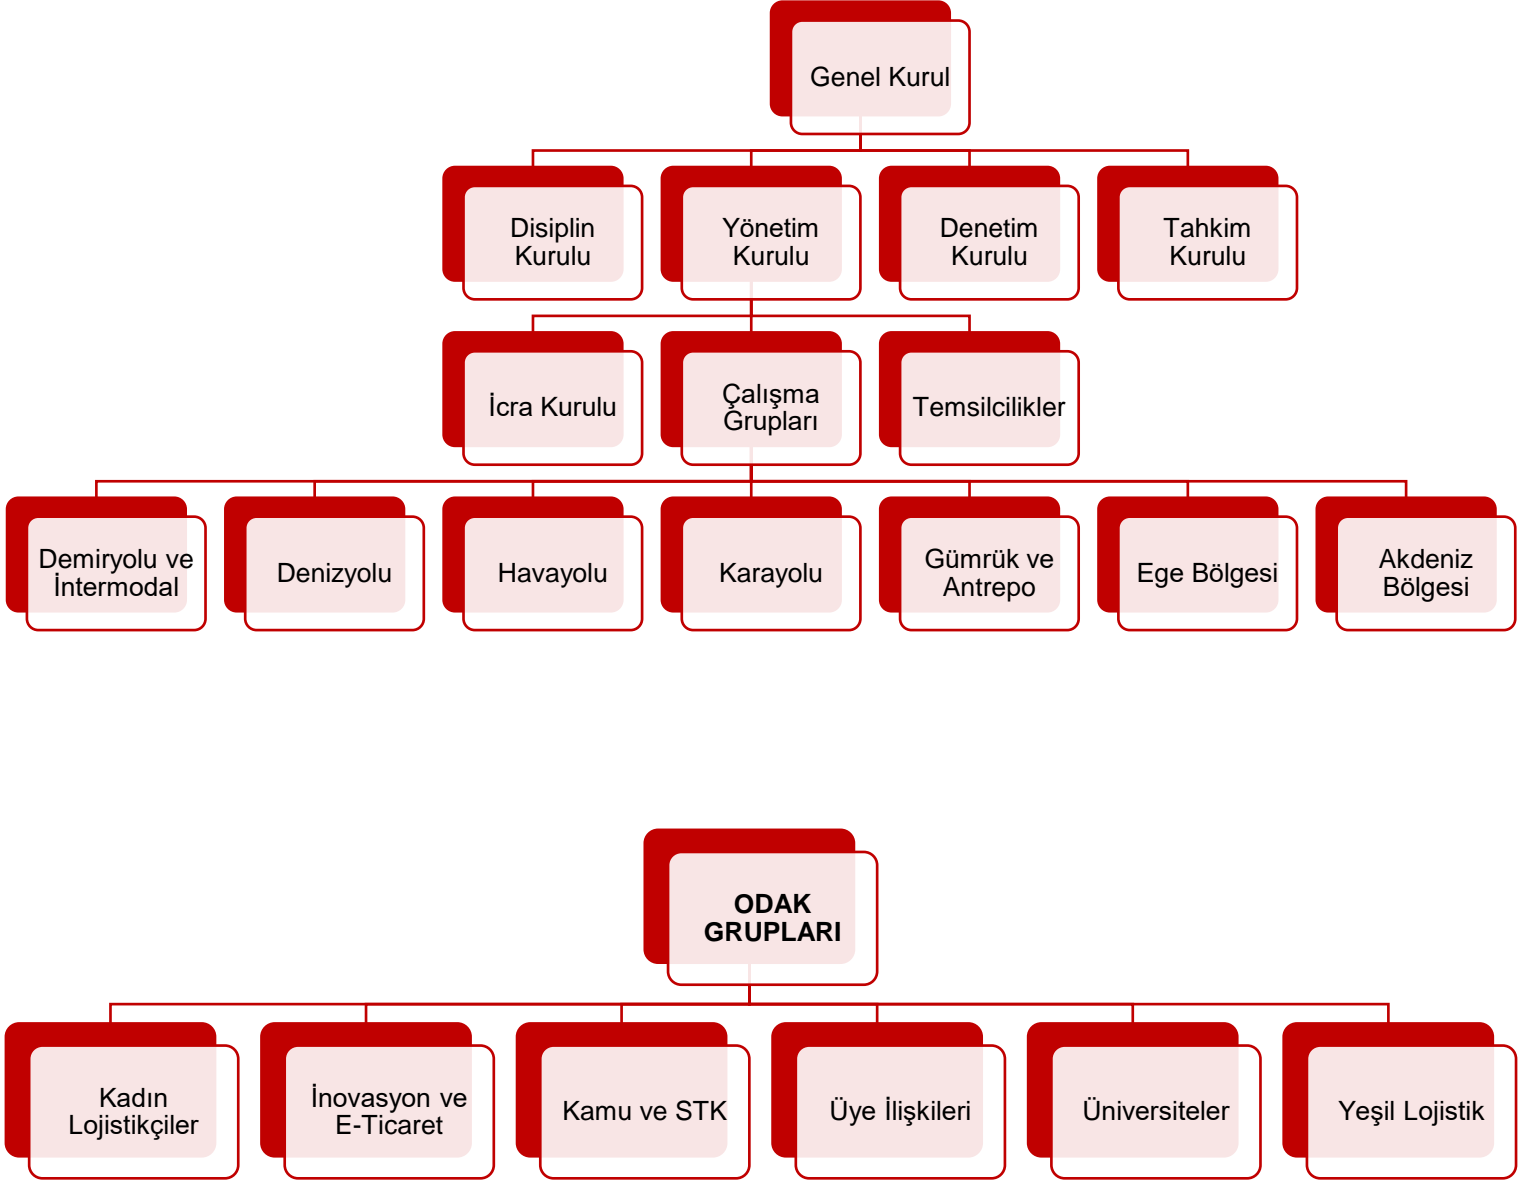 Genel Kurul
Disiplin
Kurulu
Yönetim
Kurulu
Denetim
Kurulu
Tahkim
Kurulu
İcra Kurulu
Çalışma
Grupları
Temsilcilikler
Demiryolu ve
İntermodal
Denizyolu
Havayolu
Karayolu
Gümrük ve
Antrepo
Ege Bölgesi
Akdeniz
Bölgesi
ODAK
GRUPLARI
Kadın
Lojistikçiler
İnovasyon ve
E-Ticaret
Kamu ve STK
Üye İlişkileri
Üniversiteler
Yeşil Lojistik